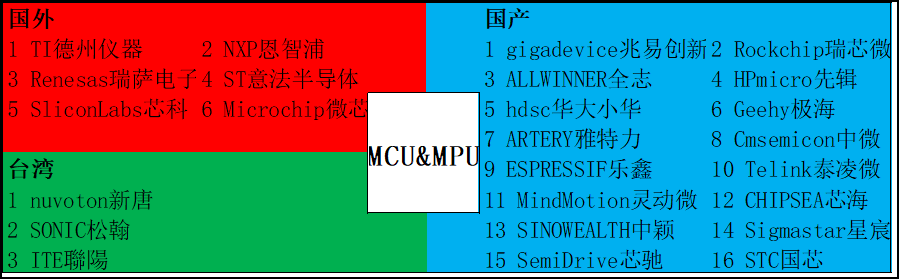 国外
1 TI德州仪器 2 NXP恩智浦
3 Renesas瑞萨电子 4 ST意法半导体
5 SliconLabs芯科 6 Microchip微芯
台湾
1 nuvoton新唐
2 SONIC松翰
3 ITE聯陽
MCU&MPU
国产
1 gigadevice兆易创新 2 Rockchip瑞芯微
3 ALLWINNER全志 4 HPmicro先辑
5 hdsc华大小华 6 Geehy极海
7 ARTERY雅特力 8 Cmsemicon中微
9 ESPRESSIF乐鑫 10 Telink泰凌微
11 MindMotion灵动微 12 CHIPSEA芯海
13 SINOWEALTH中颖 14 Sigmastar星宸
15 SemiDrive芯驰 16 STC国芯